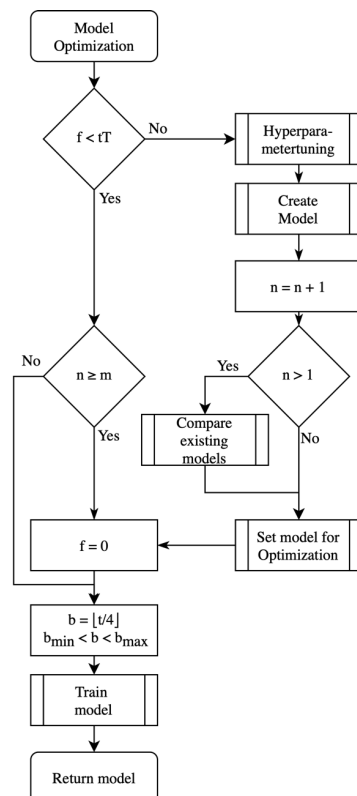 Model
Optimization
f < tT
No
Yes
Hyperpara-
metertuning
Create
Model
n = n + 1
n > 1
Yes
No
Compare
existing
models
Set model for
Optimization
n ≥ m
No
Yes
f = 0
b = ⌊t/4⌋
bmin < b < bmax
Train
model
Return model